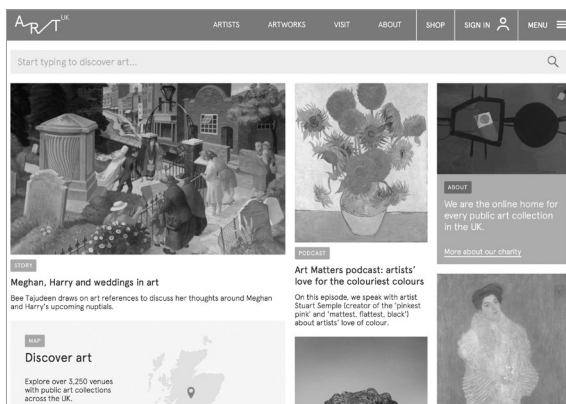 ART UK
ARTISTS
ARTWORKS
VISIT
ABOUT
SHOP
SIGN IN
MENU
Start typing to discover art...
STORY
Meghan, Harry and weddings in art
Bee Tajudeen draws on art references to discuss her thoughts around Meghan
and Harry's upcoming nuptials.
MAP
Discover art
Explore over 3,250 venues
with public art collections
across the UK.
PODCAST
Art Matters podcast: artists'
love for the colouriest colours
On this episode, we speak with artist
Stuart Semple (creator of the 'pinkest
pink' and 'mattest, flattest, black')
about artists' love of colour.
ABOUT
We are the online home for
every public art collection
in the UK.
More about our charity